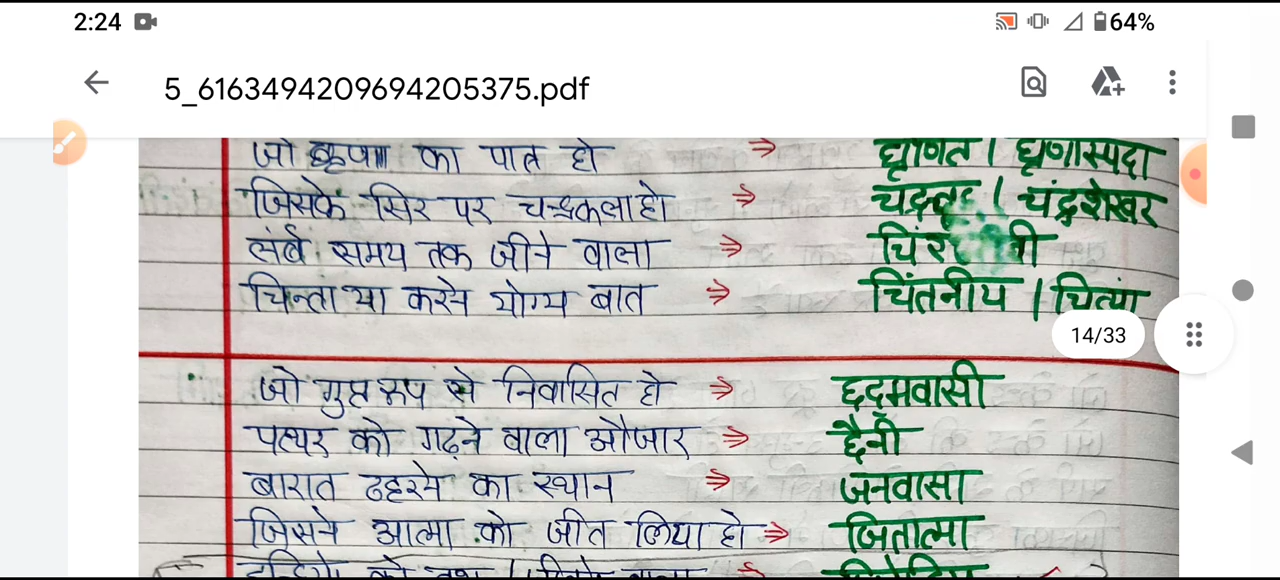 2:24 64%
5_6163494209694205375.pdf
जो का पात्र हो ⇒ घृणित / घृणास्पदा
जिसके सिर पर चन्द्रकला हो ⇒ चंद्रशेखर
लंबे समय तक जीने वाला ⇒
चिन्ता या करने योग्य बात ⇒ चिंतनीय / चिंत्य
14/33
जो गुप्त रूप से निवासित हो ⇒ छद्मवासी
पत्थर को गढ़ने वाला औजार ⇒ छैनी
बारात ठहरने का स्थान ⇒ जनवासा
जिसने आत्मा को जीत लिया हो ⇒ जितात्मा